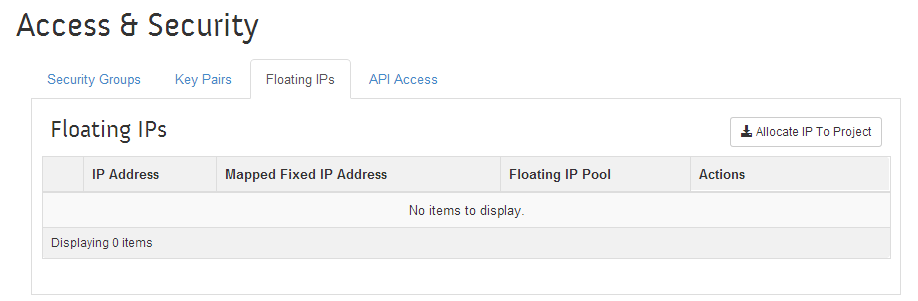 Access & Security
Security Groups Key Pairs Floating IPs API Access
Floating IPs
Allocate IP To Project
IP Address Mapped Fixed IP Address Floating IP Pool Actions
No items to display.
Displaying 0 items